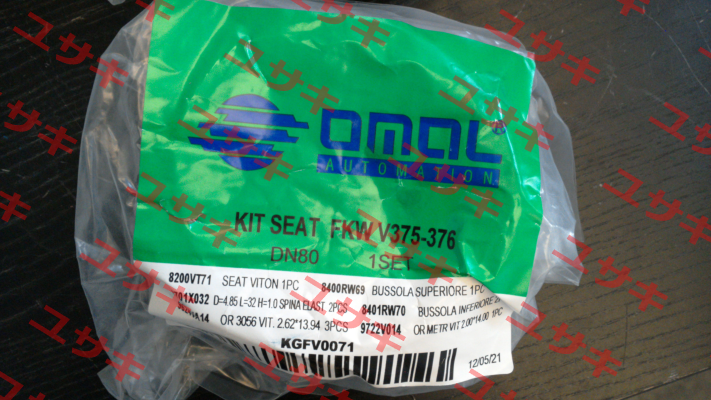 OMAL®
AUTOMATION
KIT SEAT FKW V375-376
DN80 1SET
8200VT71 SEAT VITON 1PC 8400RW69 BUSSOLA SUPERIORE 1PC
01X032 D=4.85 L=32 H=1.0 SPINA ELAST. 2PCS 8401RW70 BUSSOLA INFERIORE
OR 3056 VIT. 2.62*13.94 3PCS 9722V014 OR METR VIT 2.00*14.00 1PC
KGFV0071
12/05/21
ユサキ